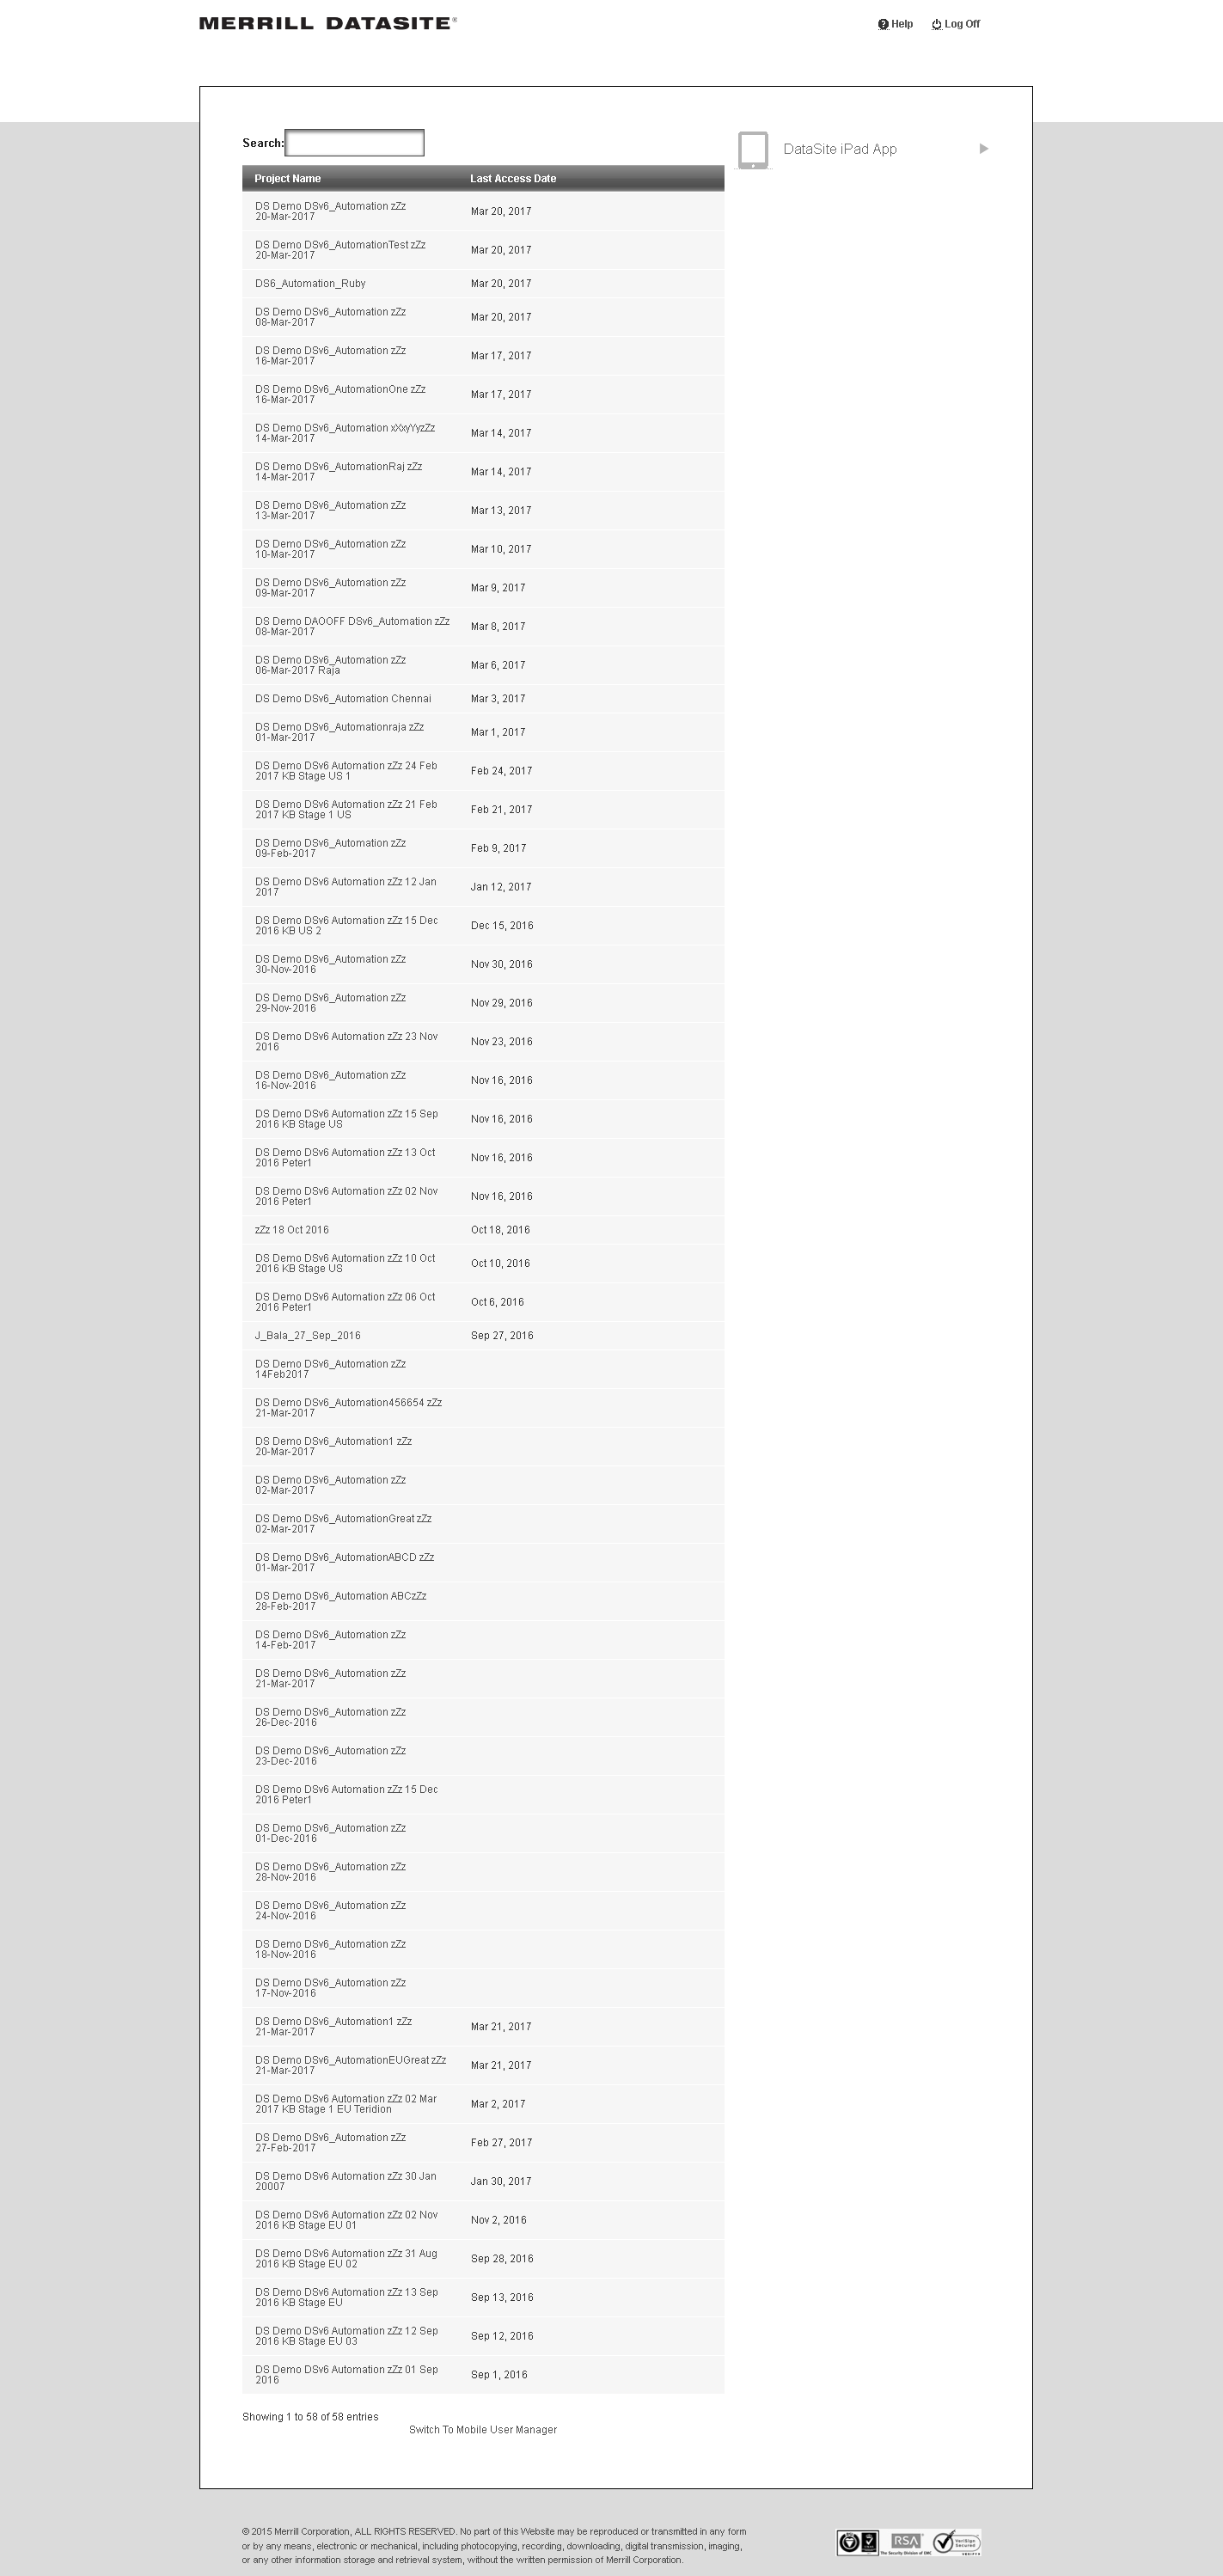 MERRILL DATASITE®
Help Log Off
Search:
DataSite iPad App
Project Name Last Access Date
DS Demo DSv6_Automation zZz
20-Mar-2017 Mar 20, 2017
DS Demo DSv6_AutomationTest zZz
20-Mar-2017 Mar 20, 2017
DS6_Automation_Ruby Mar 20, 2017
DS Demo DSv6_Automation zZz
08-Mar-2017 Mar 20, 2017
DS Demo DSv6_Automation zZz
16-Mar-2017 Mar 17, 2017
DS Demo DSv6_AutomationOne zZz
16-Mar-2017 Mar 17, 2017
DS Demo DSv6_Automation xXxyYyzZz
14-Mar-2017 Mar 14, 2017
DS Demo DSv6_AutomationRaj zZz
14-Mar-2017 Mar 14, 2017
DS Demo DSv6_Automation zZz
13-Mar-2017 Mar 13, 2017
DS Demo DSv6_Automation zZz
10-Mar-2017 Mar 10, 2017
DS Demo DSv6_Automation zZz
09-Mar-2017 Mar 9, 2017
DS Demo DAOOFF DSv6_Automation zZz
08-Mar-2017 Mar 8, 2017
DS Demo DSv6_Automation zZz
06-Mar-2017 Raja Mar 6, 2017
DS Demo DSv6_Automation Chennai Mar 3, 2017
DS Demo DSv6_Automationraja zZz
01-Mar-2017 Mar 1, 2017
DS Demo DSv6 Automation zZz 24 Feb
2017 KB Stage US 1 Feb 24, 2017
DS Demo DSv6 Automation zZz 21 Feb
2017 KB Stage 1 US Feb 21, 2017
DS Demo DSv6_Automation zZz
09-Feb-2017 Feb 9, 2017
DS Demo DSv6 Automation zZz 12 Jan
2017 Jan 12, 2017
DS Demo DSv6 Automation zZz 15 Dec
2016 KB US 2 Dec 15, 2016
DS Demo DSv6_Automation zZz
30-Nov-2016 Nov 30, 2016
DS Demo DSv6_Automation zZz
29-Nov-2016 Nov 29, 2016
DS Demo DSv6 Automation zZz 23 Nov
2016 Nov 23, 2016
DS Demo DSv6_Automation zZz
16-Nov-2016 Nov 16, 2016
DS Demo DSv6 Automation zZz 15 Sep
2016 KB Stage US Nov 16, 2016
DS Demo DSv6 Automation zZz 13 Oct
2016 Peter1 Nov 16, 2016
DS Demo DSv6 Automation zZz 02 Nov
2016 Peter1 Nov 16, 2016
zZz 18 Oct 2016 Oct 18, 2016
DS Demo DSv6 Automation zZz 10 Oct
2016 KB Stage US Oct 10, 2016
DS Demo DSv6 Automation zZz 06 Oct
2016 Peter1 Oct 6, 2016
J_Bala_27_Sep_2016 Sep 27, 2016
DS Demo DSv6_Automation zZz
14Feb2017
DS Demo DSv6_Automation456654 zZz
21-Mar-2017
DS Demo DSv6_Automation1 zZz
20-Mar-2017
DS Demo DSv6_Automation zZz
02-Mar-2017
DS Demo DSv6_AutomationGreat zZz
02-Mar-2017
DS Demo DSv6_AutomationABCD zZz
01-Mar-2017
DS Demo DSv6_Automation ABCzZz
28-Feb-2017
DS Demo DSv6_Automation zZz
14-Feb-2017
DS Demo DSv6_Automation zZz
21-Mar-2017
DS Demo DSv6_Automation zZz
26-Dec-2016
DS Demo DSv6_Automation zZz
23-Dec-2016
DS Demo DSv6 Automation zZz 15 Dec
2016 Peter1
DS Demo DSv6_Automation zZz
01-Dec-2016
DS Demo DSv6_Automation zZz
28-Nov-2016
DS Demo DSv6_Automation zZz
24-Nov-2016
DS Demo DSv6_Automation zZz
18-Nov-2016
DS Demo DSv6_Automation zZz
17-Nov-2016
DS Demo DSv6_Automation1 zZz
21-Mar-2017 Mar 21, 2017
DS Demo DSv6_AutomationEUGreat zZz
21-Mar-2017 Mar 21, 2017
DS Demo DSv6 Automation zZz 02 Mar
2017 KB Stage 1 EU Teridion Mar 2, 2017
DS Demo DSv6_Automation zZz
27-Feb-2017 Feb 27, 2017
DS Demo DSv6 Automation zZz 30 Jan
20007 Jan 30, 2017
DS Demo DSv6 Automation zZz 02 Nov
2016 KB Stage EU 01 Nov 2, 2016
DS Demo DSv6 Automation zZz 31 Aug
2016 KB Stage EU 02 Sep 28, 2016
DS Demo DSv6 Automation zZz 13 Sep
2016 KB Stage EU Sep 13, 2016
DS Demo DSv6 Automation zZz 12 Sep
2016 KB Stage EU 03 Sep 12, 2016
DS Demo DSv6 Automation zZz 01 Sep
2016 Sep 1, 2016
Showing 1 to 58 of 58 entries
Switch To Mobile User Manager
© 2015 Merrill Corporation, ALL RIGHTS RESERVED. No part of this Website may be reproduced or transmitted in any form
or by any means, electronic or mechanical, including photocopying, recording, downloading, digital transmission, imaging,
or any other information storage and retrieval system, without the written permission of Merrill Corporation.
RSA
The Security Division of EMC
VeriSign
Secured